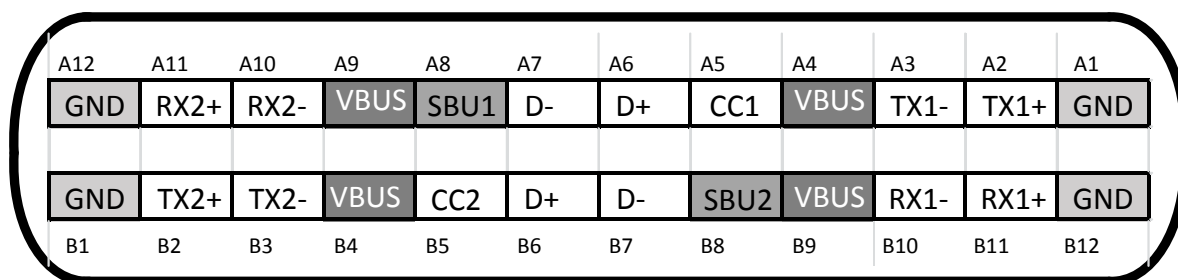 A12 A11 A10 A9 A8 A7 A6 A5 A4 A3 A2 A1
GND RX2+ RX2- VBUS SBU1 D- D+ CC1 VBUS TX1- TX1+ GND
GND TX2+ TX2- VBUS CC2 D+ D- SBU2 VBUS RX1- RX1+ GND
B1 B2 B3 B4 B5 B6 B7 B8 B9 B10 B11 B12